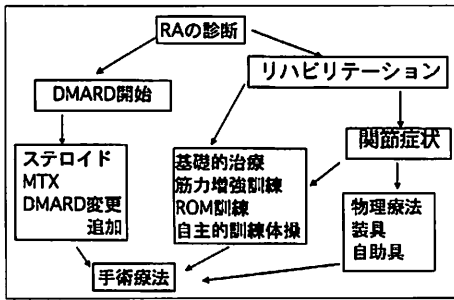 RAの診断
リハビリテーション
DMARD開始
関節症状
ステロイド
MTX
DMARD変更
追加
基礎的治療
筋力増強訓練
ROM訓練
自主的訓練体操
物理療法
装具
自助具
手術療法